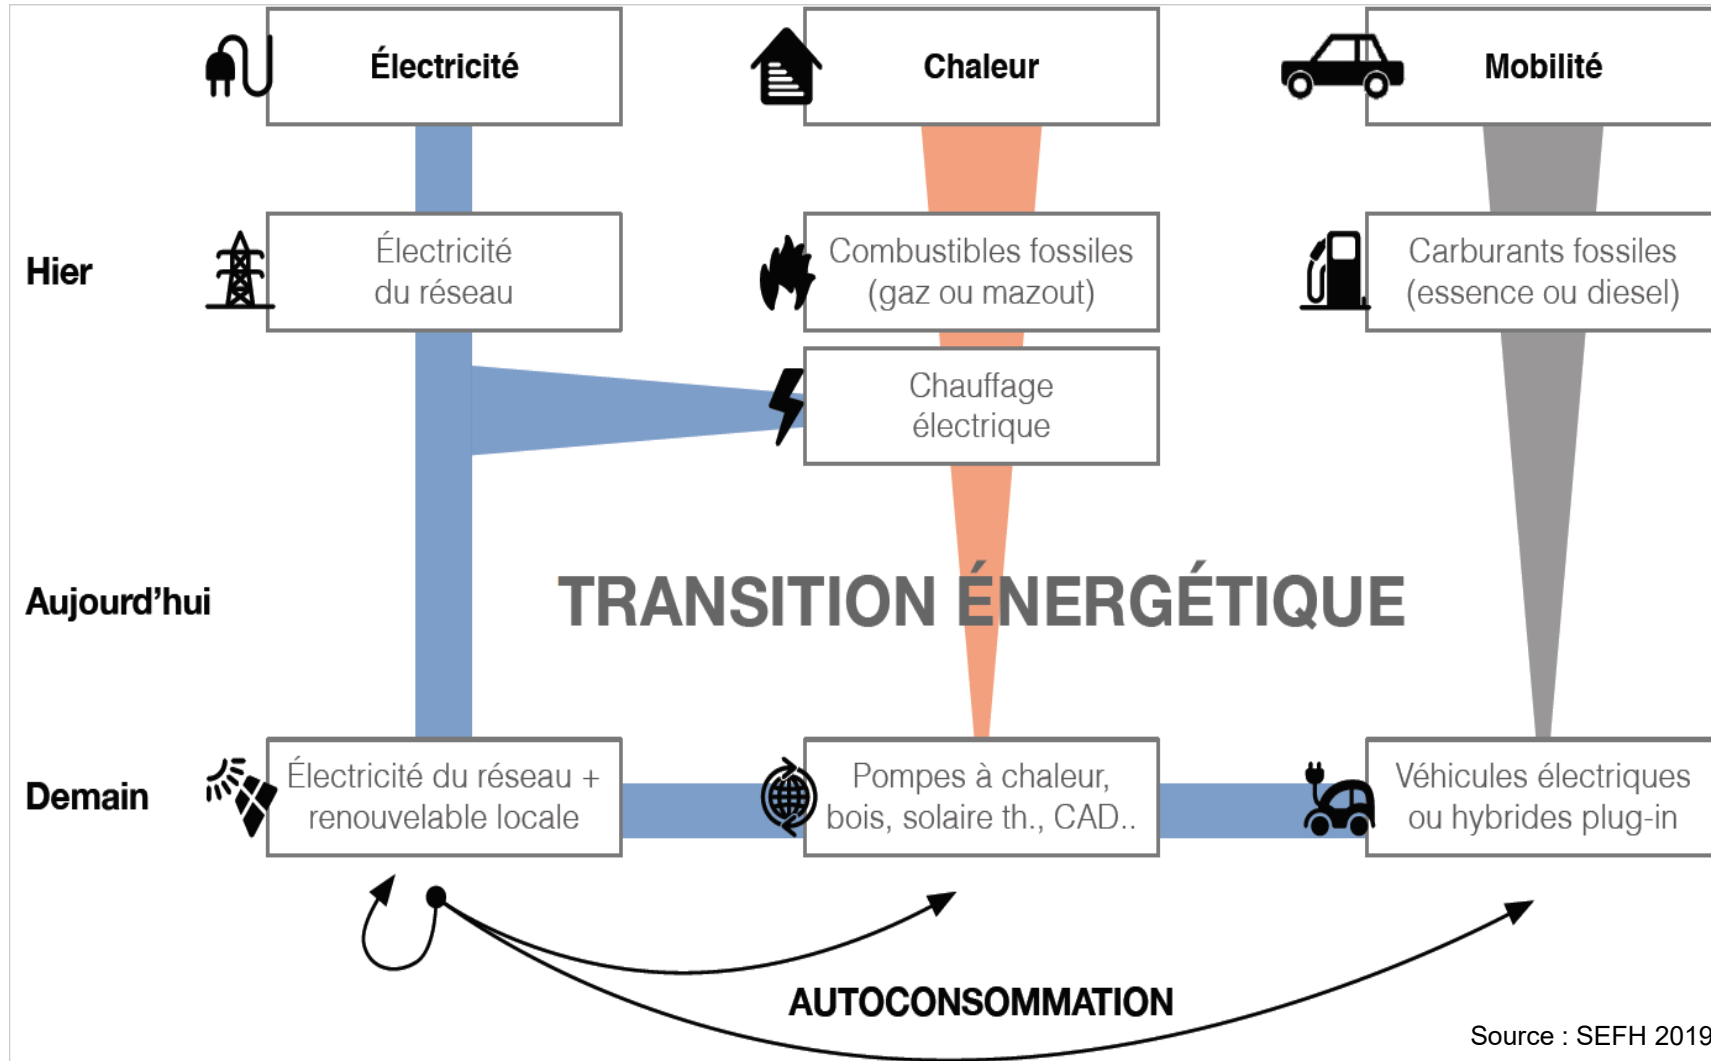 Électricité
Chaleur
Mobilité
Hier
Électricité
du réseau
Combustibles fossiles
(gaz ou mazout)
Carburants fossiles
(essence ou diesel)
Chauffage
électrique
Aujourd’hui
TRANSITION ÉNERGÉTIQUE
Demain
Électricité du réseau +
renouvelable locale
Pompes à chaleur,
bois, solaire th., CAD..
Véhicules électriques
ou hybrides plug-in
AUTOCONSOMMATION
Source : SEFH 2019